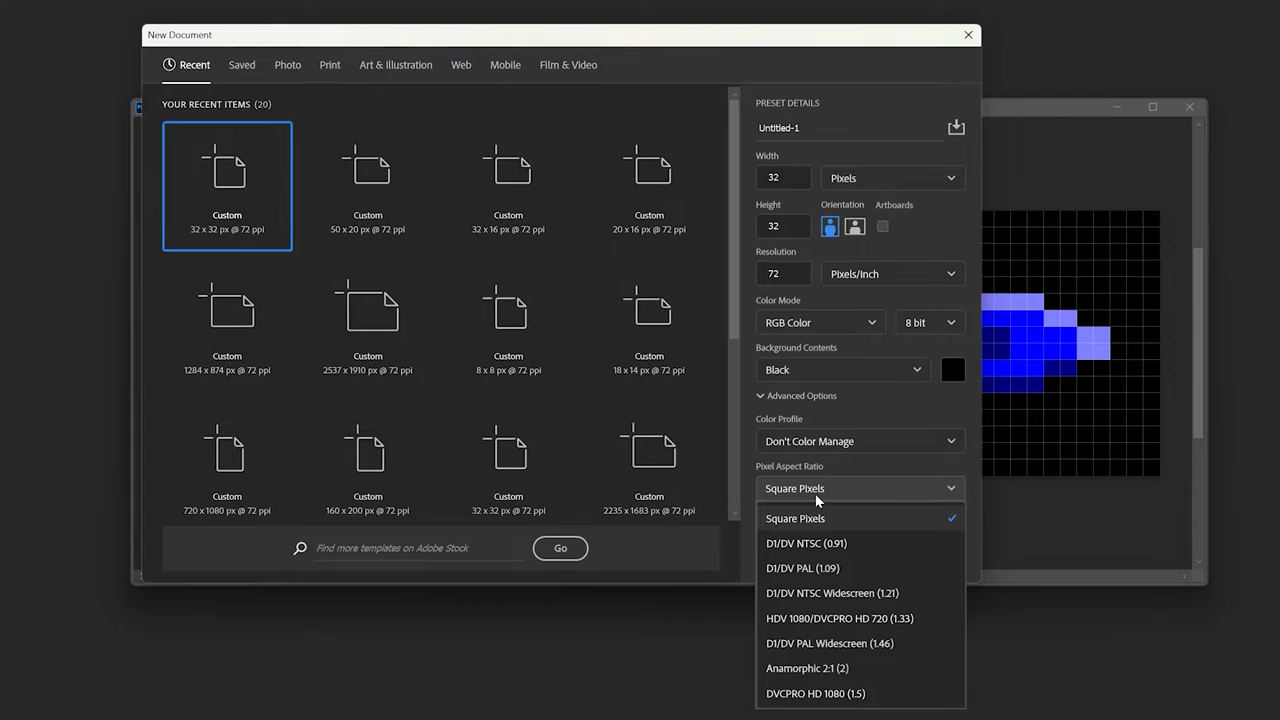 New Document
Recent
Saved
Photo
Print
Art & Illustration
Web
Mobile
Film & Video
YOUR RECENT ITEMS (20)
Custom
32 x 32 px @ 72 ppi
Custom
50 x 20 px @ 72 ppi
Custom
32 x 16 px @ 72 ppi
Custom
20 x 16 px @ 72 ppi
Custom
1284 x 874 px @ 72 ppi
Custom
2537 x 1910 px @ 72 ppi
Custom
8 x 8 px @ 72 ppi
Custom
18 x 14 px @ 72 ppi
Custom
720 x 1080 px @ 72 ppi
Custom
160 x 200 px @ 72 ppi
Custom
32 x 32 px @ 72 ppi
Custom
2235 x 1683 px @ 72 ppi
Find more templates on Adobe Stock
Go
PRESET DETAILS
Untitled-1
Width
32
Pixels
Height
Orientation
Artboards
32
Resolution
72
Pixels/Inch
Color Mode
RGB Color
8 bit
Background Contents
Black
Advanced Options
Color Profile
Don't Color Manage
Pixel Aspect Ratio
Square Pixels
Square Pixels
D1/DV NTSC (0.91)
D1/DV PAL (1.09)
D1/DV NTSC Widescreen (1.21)
HDV 1080/DVCPRO HD 720 (1.33)
D1/DV PAL Widescreen (1.46)
Anamorphic 2:1 (2)
DVCPRO HD 1080 (1.5)